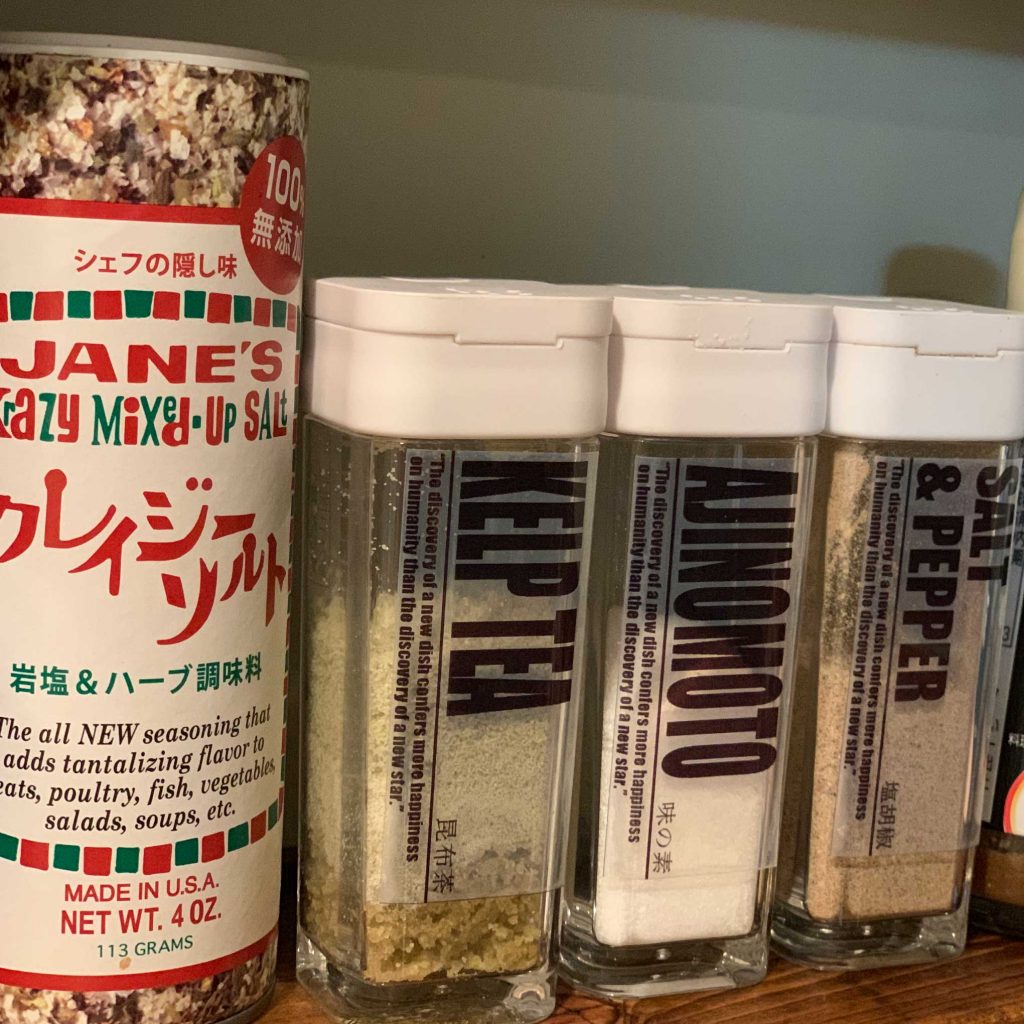 100%
無添加
シェフの隠し味
JANE'S
Krazy Mixed-Up Salt
クレイジー
ソルト
岩塩&ハーブ調味料
The all NEW seasoning that
adds tantalizing flavor to
meats, poultry, fish, vegetables,
salads, soups, etc.
MADE IN U.S.A.
NET WT. 4 OZ.
113 GRAMS
KELP TEA
"The discovery of a new dish confers more happiness
on humanity than the discovery of a new star."
昆布茶
AJINOMOTO
"The discovery of a new dish confers more happiness
on humanity than the discovery of a new star."
味の素
SALT
& PEPPER
"The discovery of a new dish confers more happiness
on humanity than the discovery of a new star."
塩胡椒